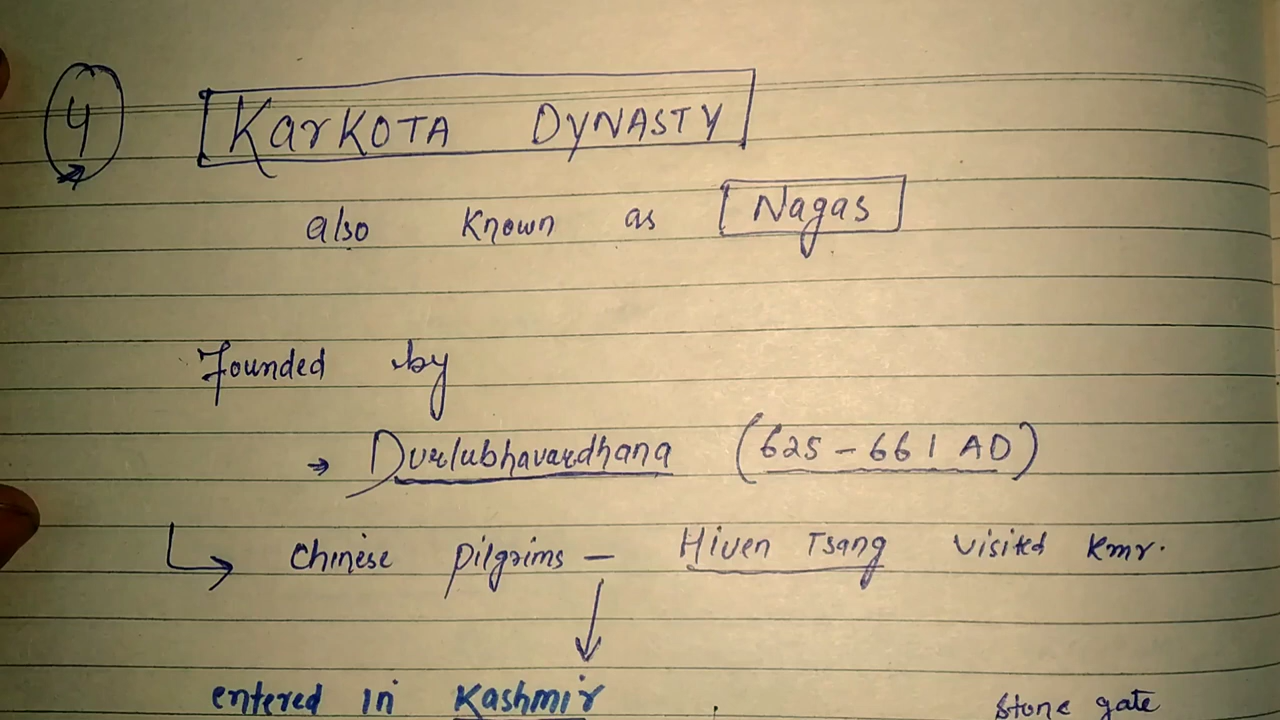 4 KarKOTA DYNASTY
also Known as Nagas
Founded by
→ Durlubhavardhana (625-661 AD)
↳ Chinese Pilgrims - Hiven Tsang visited Kmr.
↓
entered in Kashmir stone gate